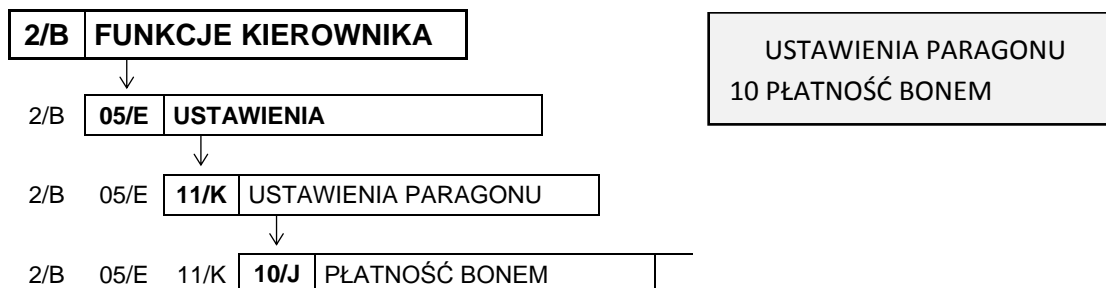 2/B FUNKCJE KIEROWNIKA
2/B 05/E USTAWIENIA
2/B 05/E 11/K USTAWIENIA PARAGONU
2/B 05/E 11/K 10/J PŁATNOŚĆ BONEM
USTAWIENIA PARAGONU
10 PŁATNOŚĆ BONEM